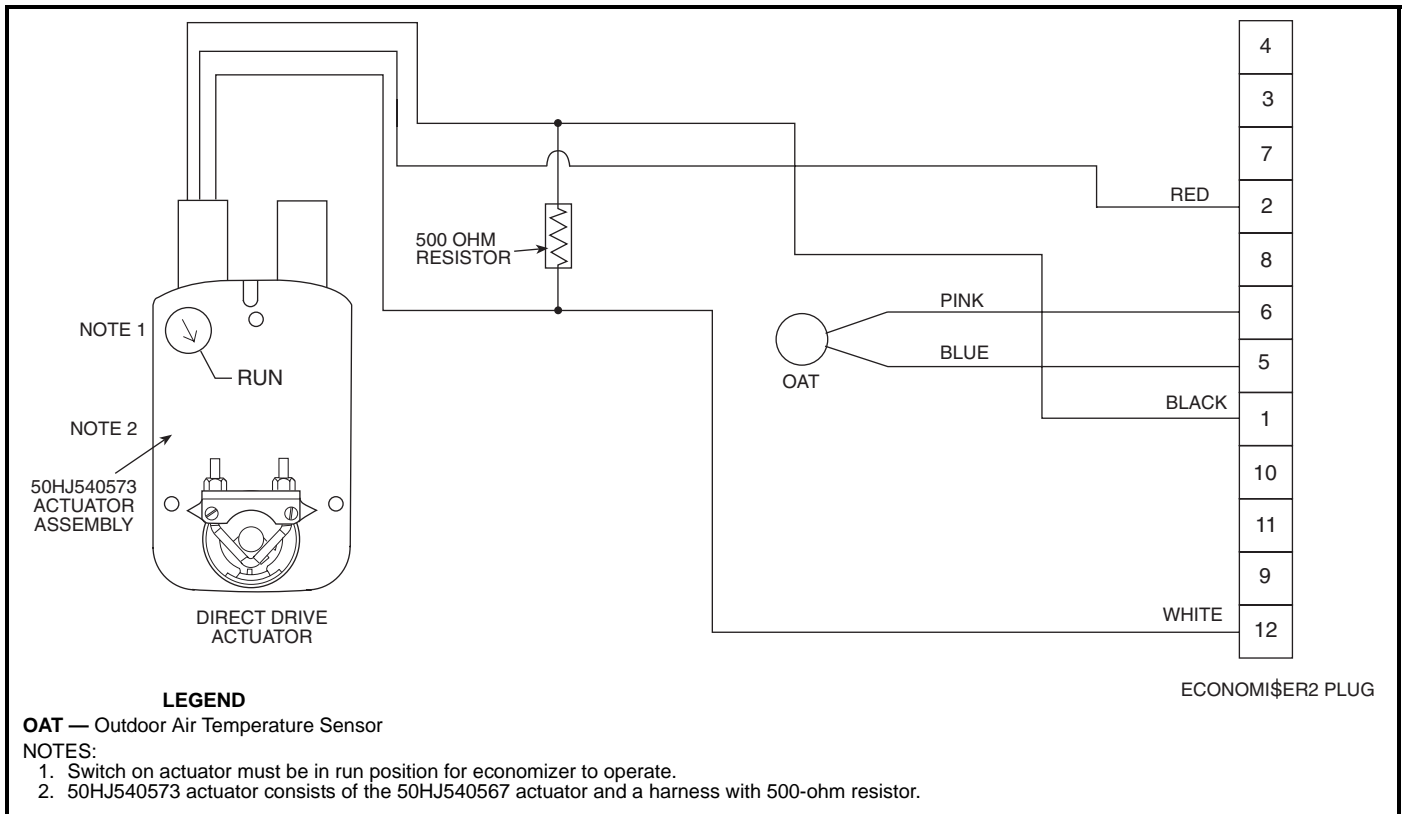 4
3
7
RED
2
8
500 OHM
RESISTOR
PINK
6
NOTE 1
BLUE
5
RUN
OAT
BLACK
1
NOTE 2
10
50HJ540573
ACTUATOR
ASSEMBLY
11
9
WHITE
12
DIRECT DRIVE
ACTUATOR
ECONOMI$ER2 PLUG
LEGEND
OAT — Outdoor Air Temperature Sensor
NOTES:
1. Switch on actuator must be in run position for economizer to operate.
2. 50HJ540573 actuator consists of the 50HJ540567 actuator and a harness with 500-ohm resistor.